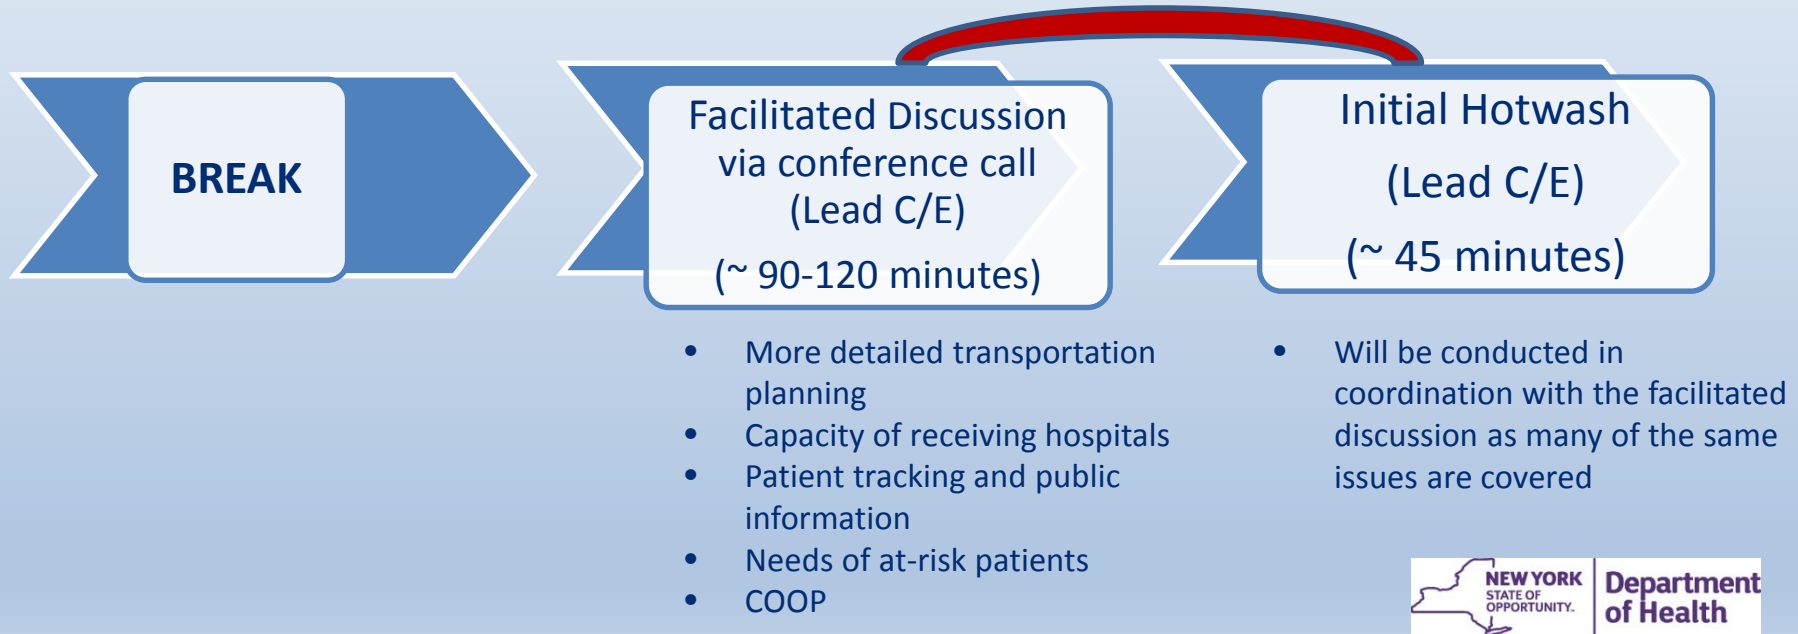 BREAK
Facilitated Discussion
via conference call
(Lead C/E)
(~ 90-120 minutes)
• More detailed transportation
planning
• Capacity of receiving hospitals
• Patient tracking and public
information
• Needs of at-risk patients
• COOP
Initial Hotwash
(Lead C/E)
(~ 45 minutes)
• Will be conducted in
coordination with the facilitated
discussion as many of the same
issues are covered
NEW YORK
STATE OF
OPPORTUNITY.
Department
of Health